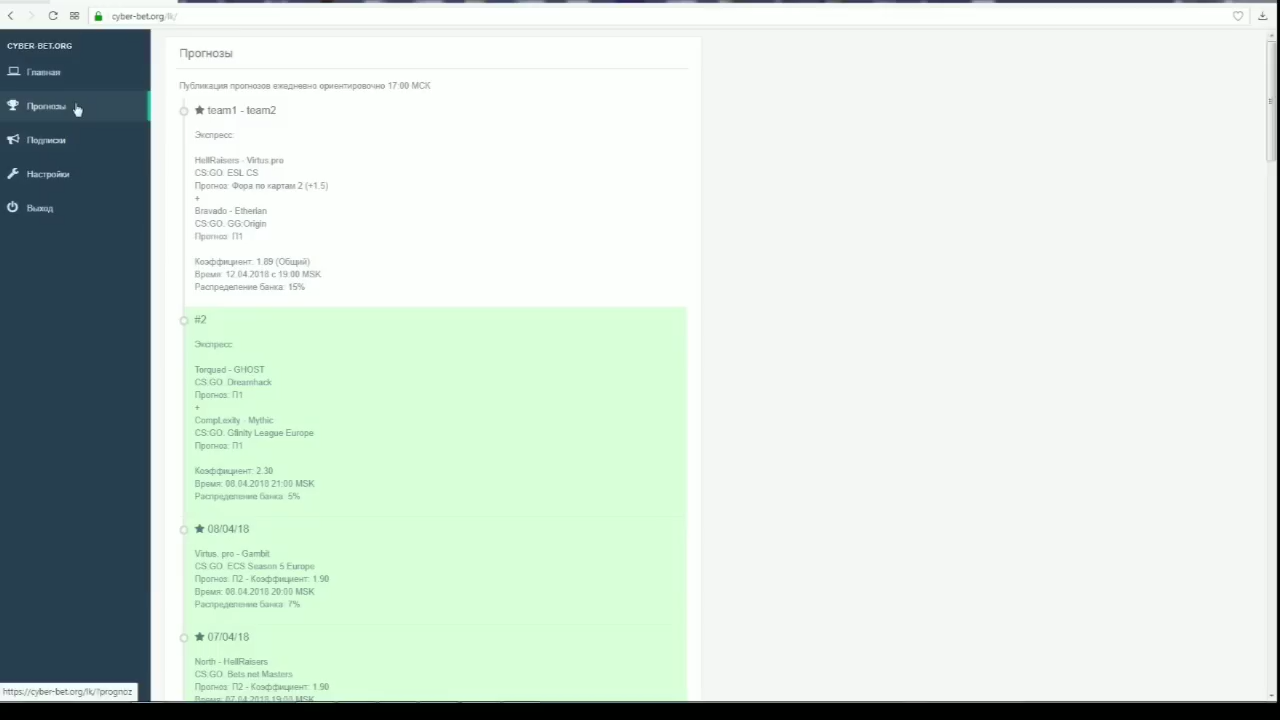 cyber-bet.org/lk/
CYBER-BET.ORG
Главная
Прогнозы
Подписки
Настройки
Выход
Прогнозы
Публикация прогнозов ежедневно ориентировочно 17:00 МСК
team1 - team2
Экспресс:
HellRaisers - Virtus.pro
CS:GO. ESL CS
Прогноз: Фора по картам 2 (+1.5)
+
Bravado - Etherian
CS:GO. GG:Origin
Прогноз: П1
Коэффициент: 1.89 (Общий)
Время: 12.04.2018 с 19:00 MSK
Распределение банка: 15%
#2
Экспресс:
Torqued - GHOST
CS:GO. Dreamhack
Прогноз: П1
+
CompLexity - Mythic
CS:GO. Gfinity League Europe
Прогноз: П1
Коэффициент: 2.30
Время: 08.04.2018 21:00 MSK
Распределение банка: 5%
08/04/18
Virtus. pro - Gambit
CS:GO. ECS Season 5 Europe
Прогноз: П2 - Коэффициент: 1.90
Время: 08.04.2018 20:00 MSK
Распределение банка: 7%
07/04/18
North - HellRaisers
CS:GO. Bets.net Masters
Прогноз: П2 - Коэффициент: 1.90
Время: 07.04.2018 19:00 MSK
https://cyber-bet.org/lk/?prognoz